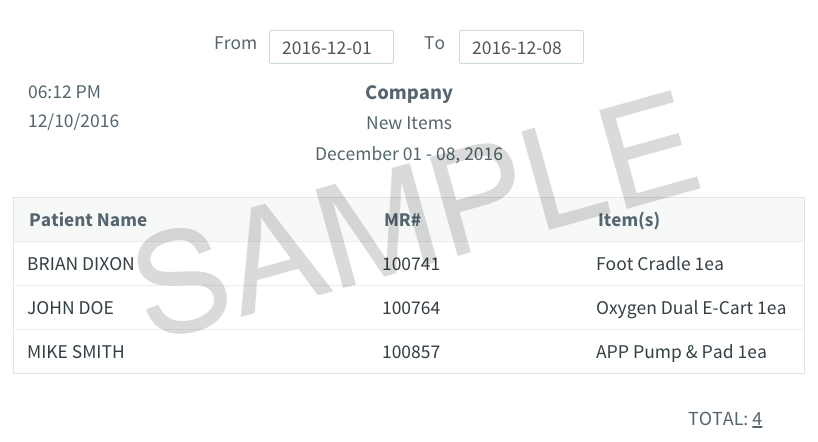 From 2016-12-01 To 2016-12-08
06:12 PM
12/10/2016
Company
New Items
December 01 - 08, 2016
SAMPLE
Patient Name MR# Item(s)
BRIAN DIXON 100741 Foot Cradle 1ea
JOHN DOE 100764 Oxygen Dual E-Cart 1ea
MIKE SMITH 100857 APP Pump & Pad 1ea
TOTAL: 4